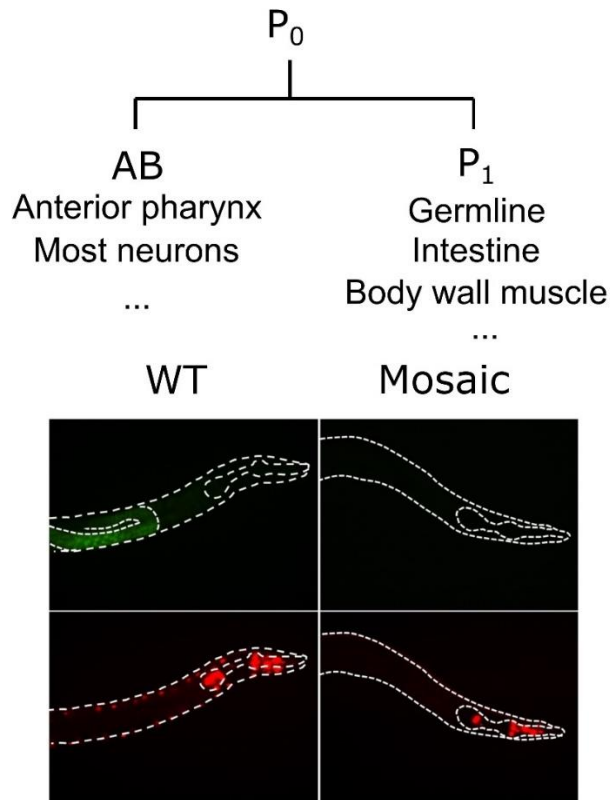 P₀
AB
Anterior pharynx
Most neurons
...
P₁
Germline
Intestine
Body wall muscle
...
WT
Mosaic